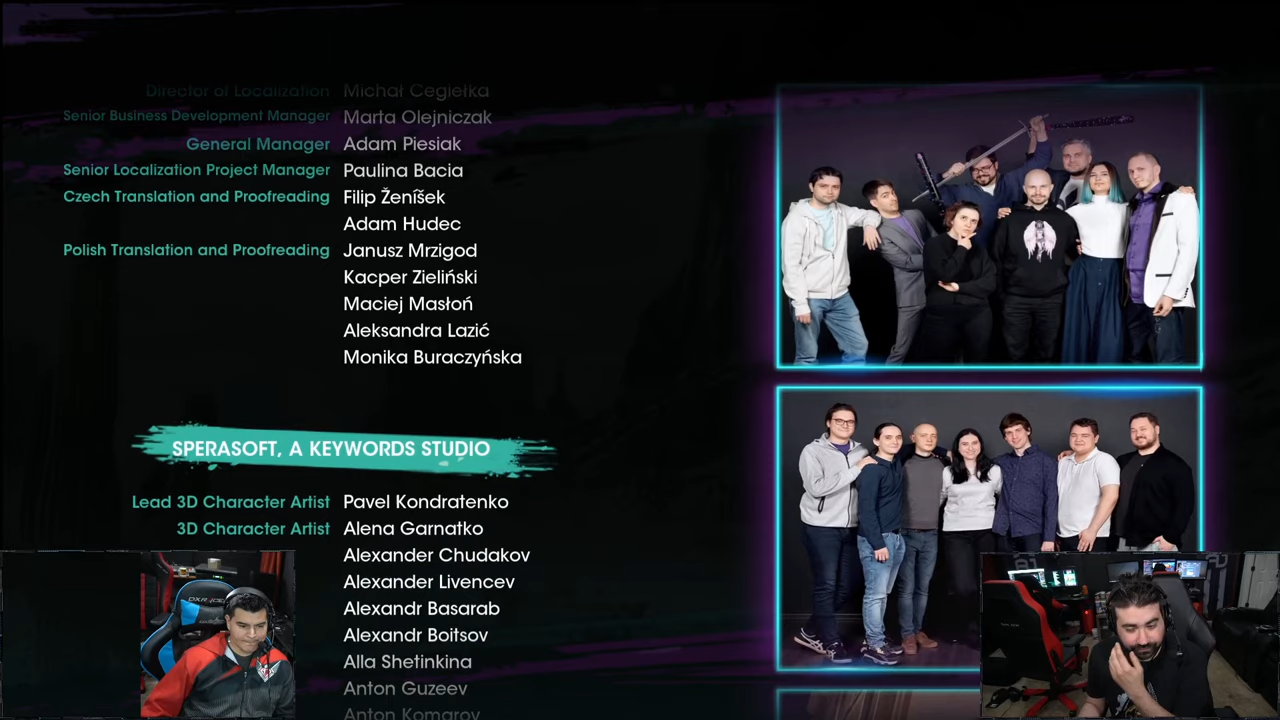 Director of Localization Michał Cegiełka
Senior Business Development Manager Marta Olejniczak
General Manager Adam Piesiak
Senior Localization Project Manager Paulina Bacia
Czech Translation and Proofreading Filip Ženíšek
Adam Hudec
Polish Translation and Proofreading Janusz Mrzigod
Kacper Zieliński
Maciej Masłoń
Aleksandra Lazić
Monika Buraczyńska
SPERASOFT, A KEYWORDS STUDIO
Lead 3D Character Artist Pavel Kondratenko
3D Character Artist Alena Garnatko
Alexander Chudakov
Alexander Livencev
Alexandr Basarab
Alexandr Boitsov
Alla Shetinkina
Anton Guzeev
Anton Komarov